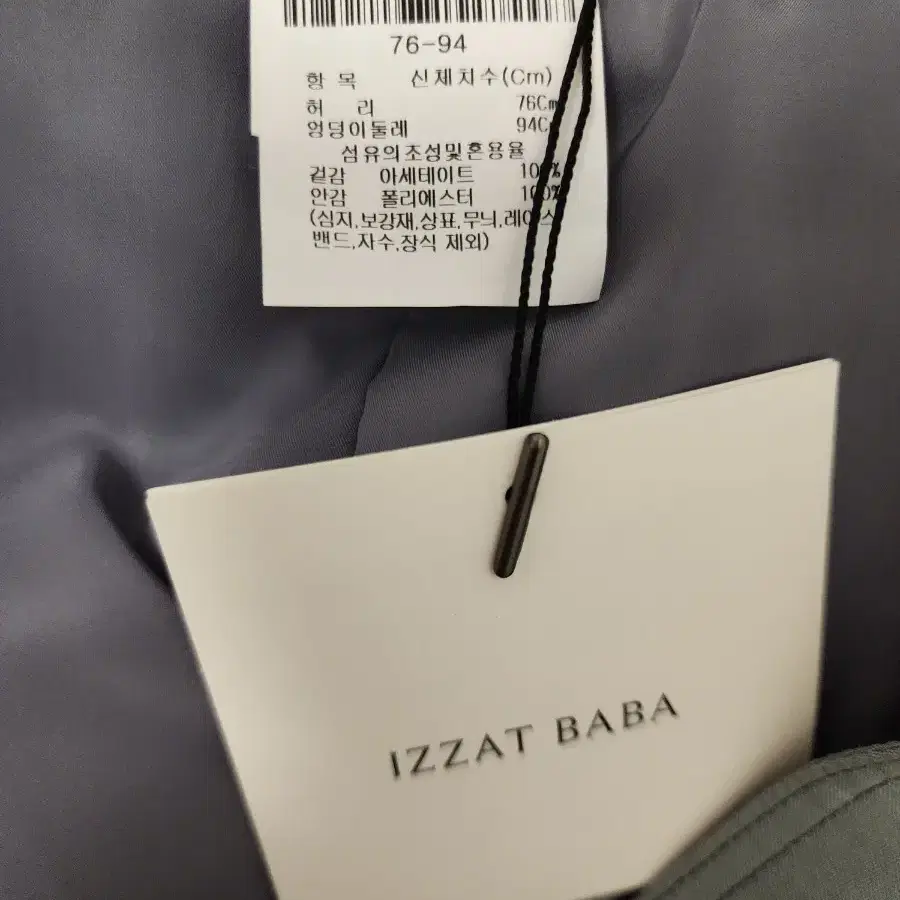 76-94
항 목 신체치수(Cm)
허 리 76Cm
엉덩이둘레 94C
섬유의조성및혼용율
겉감 아세테이트 100%
안감 폴리에스터 100%
(심지,보강재,상표,무늬,레이스
밴드,자수,장식 제외)
IZZAT BABA